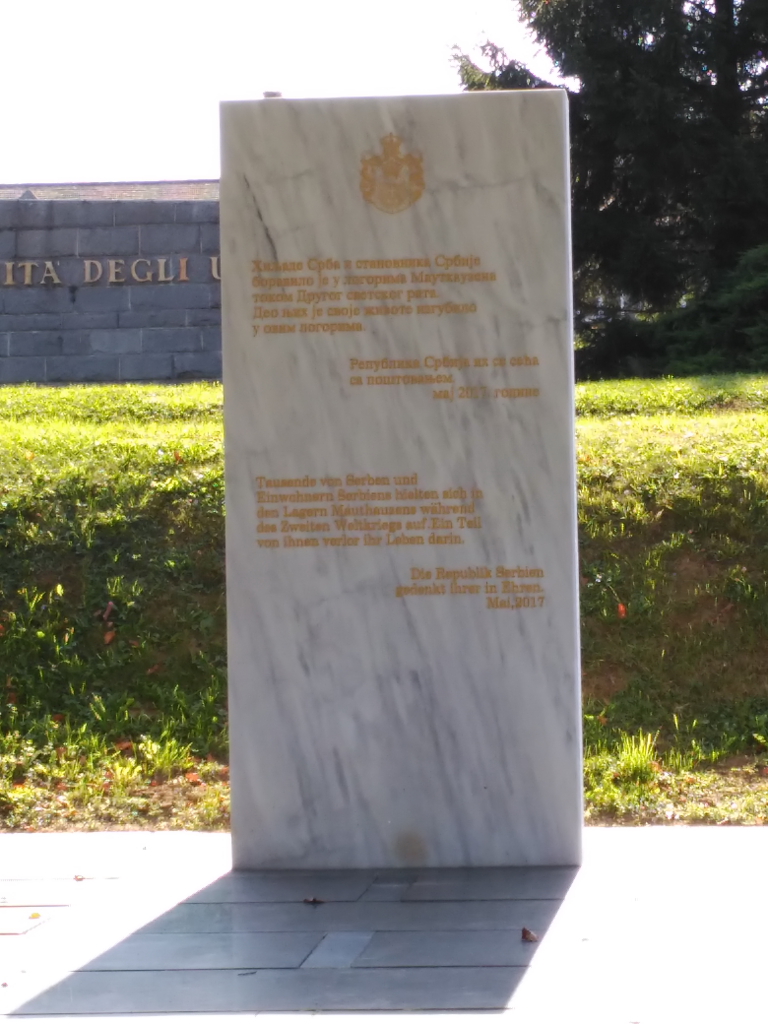 ITÀ DEGLI U
Хиљаде Срба и становника Србије
боравило је у логорима Маутхаузена
током Другог светског рата.
Део њих је своје животе изгубило
у овим логорима.
Република Србија их се сећа
са поштовањем.
мај 2017. године
Tausende von Serben und
Einwohnern Serbiens hielten sich in
den Lagern Mauthausens während
des Zweiten Weltkriegs auf.Ein Teil
von ihnen verlor ihr Leben darin.
Die Republik Serbien
gedenkt ihrer in Ehren.
Mai,2017